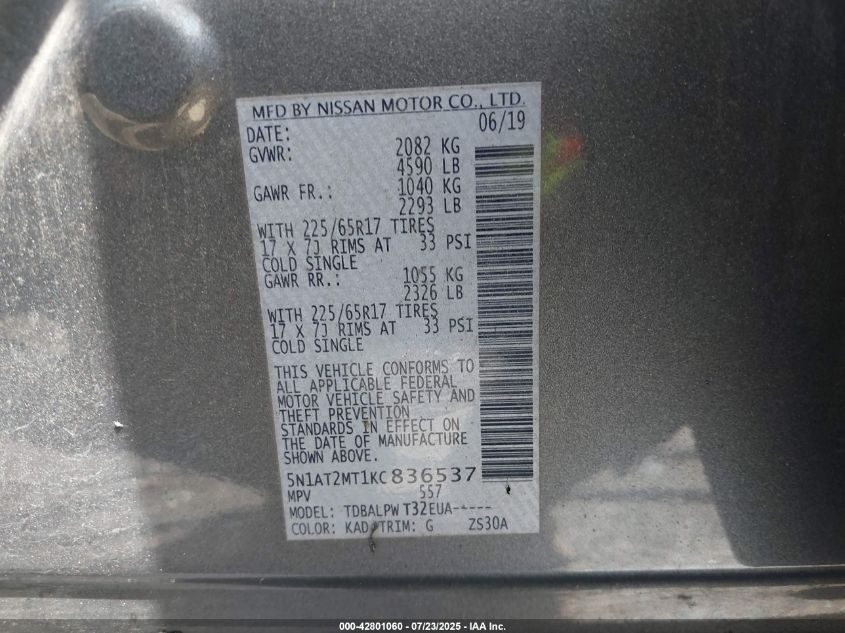 MFD BY NISSAN MOTOR CO., LTD.
DATE: 06/19
GVWR: 2082 KG
4590 LB
GAWR FR.: 1040 KG
2293 LB
WITH 225/65R17 TIRES
17 X 7J RIMS AT 33 PSI
COLD SINGLE
GAWR RR.: 1055 KG
2326 LB
WITH 225/65R17 TIRES
17 X 7J RIMS AT 33 PSI
COLD SINGLE
THIS VEHICLE CONFORMS TO
ALL APPLICABLE FEDERAL
MOTOR VEHICLE SAFETY AND
THEFT PREVENTION
STANDARDS IN EFFECT ON
THE DATE OF MANUFACTURE
SHOWN ABOVE.
5N1AT2MT1KC836537
MPV 557
MODEL: TDBALPW T32EUA-----
COLOR: KAD TRIM: G ZS30A
000-42801060 - 07/23/2025 - IAA Inc.